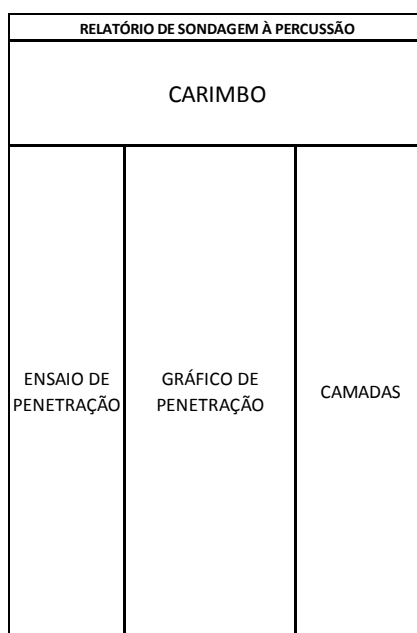 RELATÓRIO DE SONDAGEM À PERCUSSÃO
CARIMBO
ENSAIO DE
PENETRAÇÃO
GRÁFICO DE
PENETRAÇÃO
CAMADAS